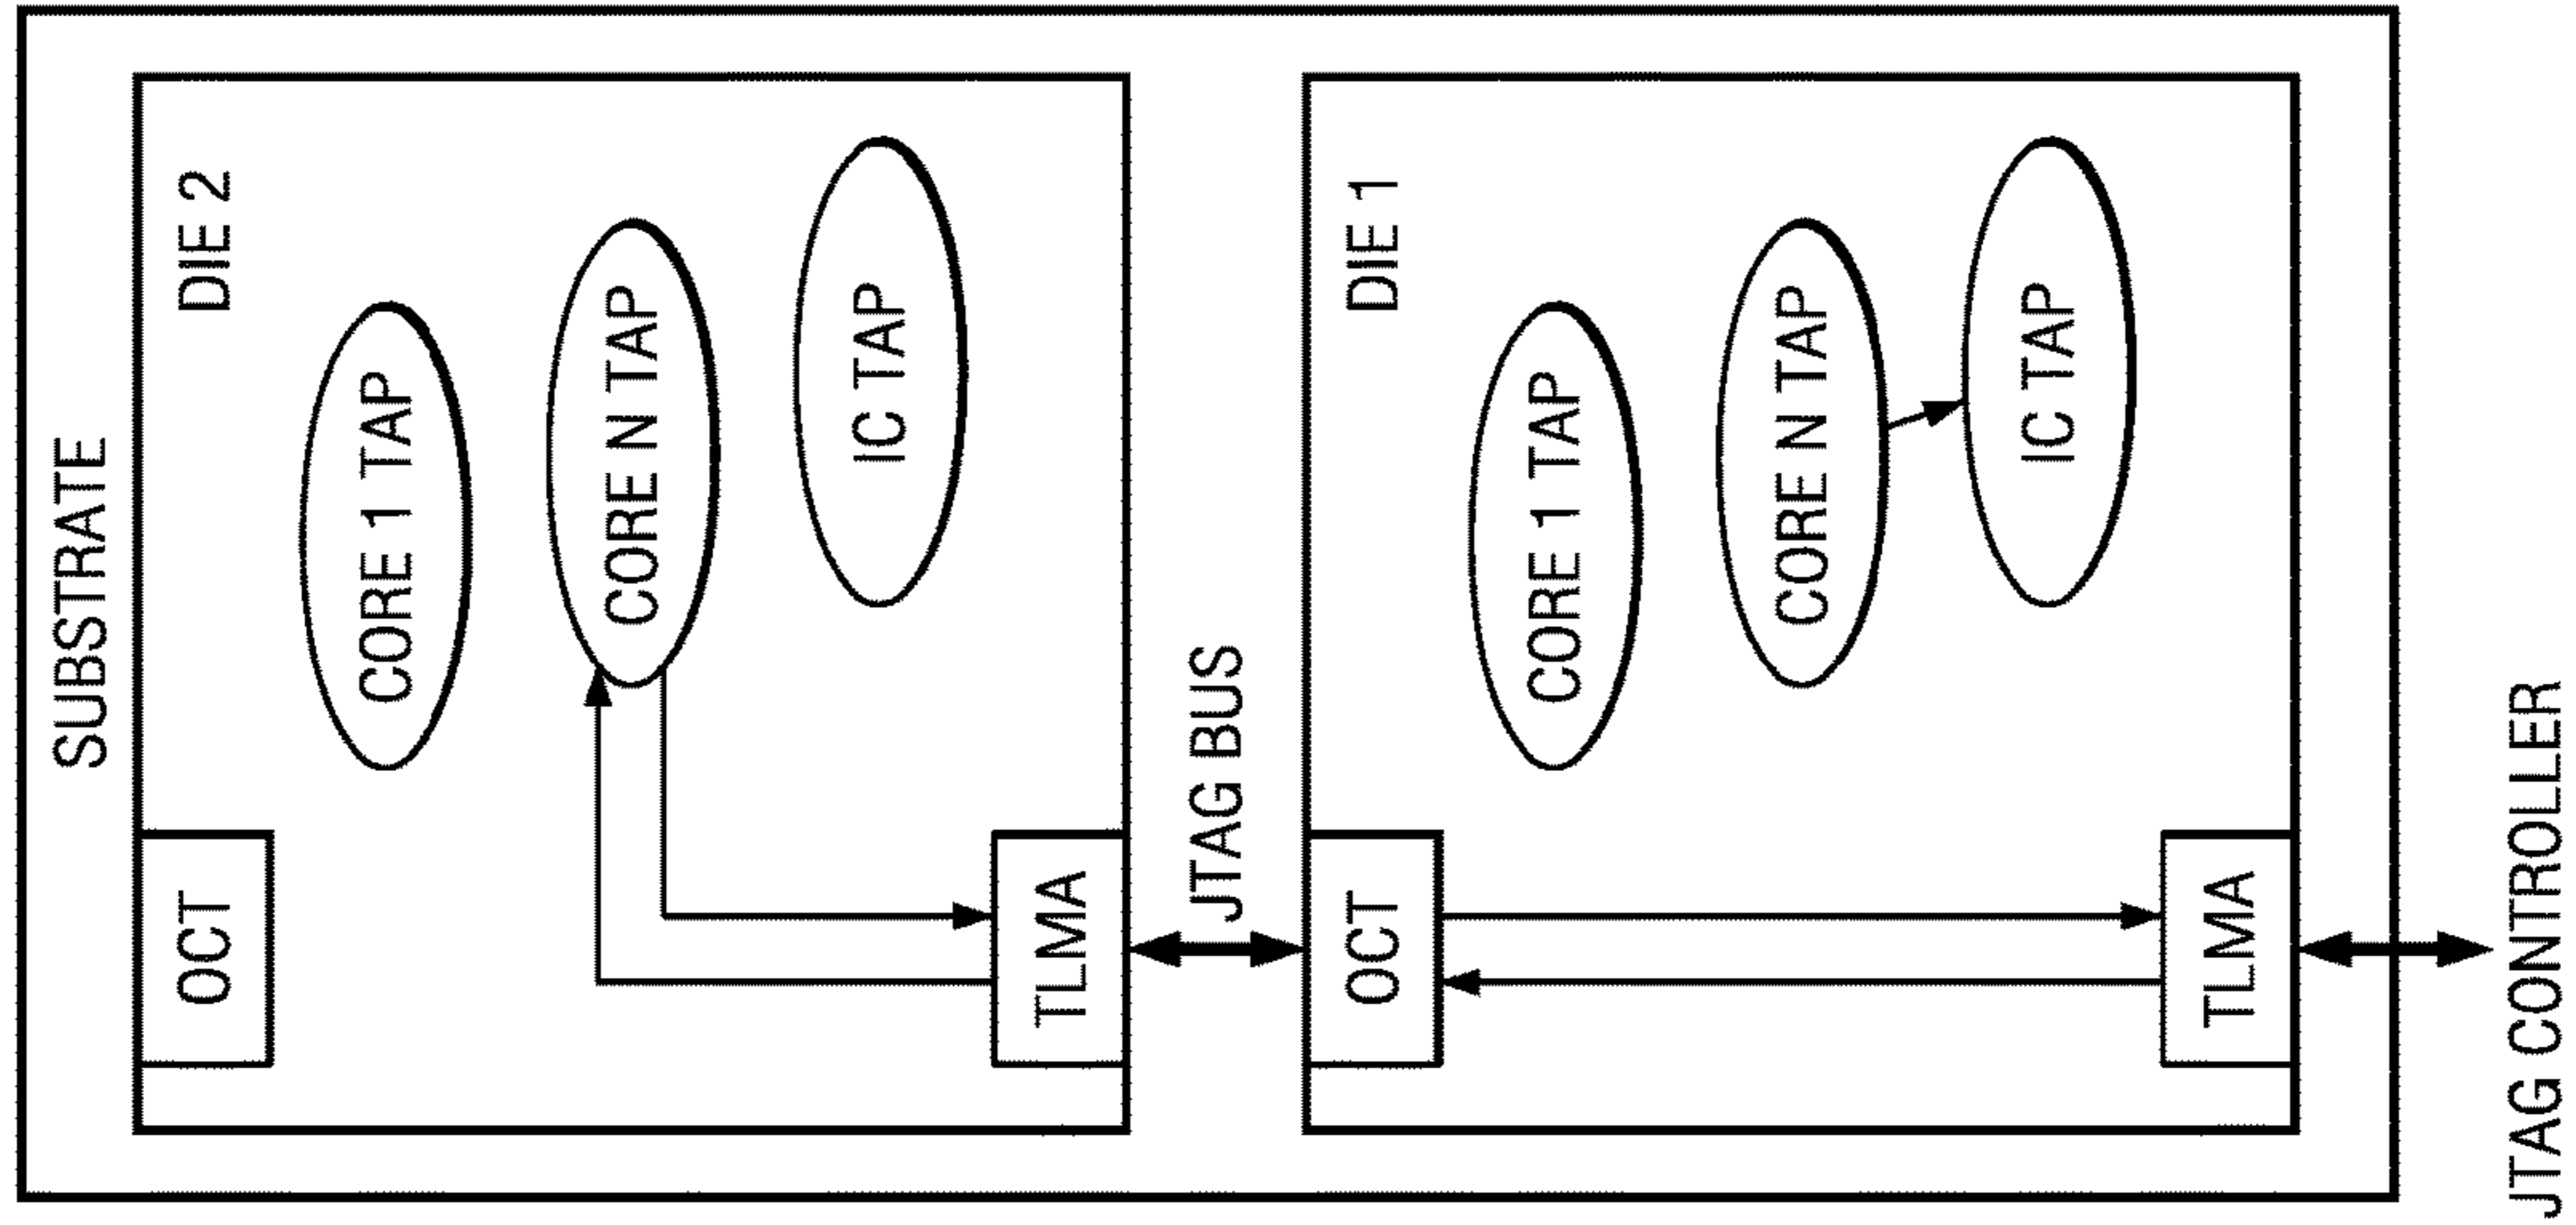 SUBSTRATE
DIE 2
OCT
CORE 1 TAP
CORE N TAP
IC TAP
TLMA
JTAG BUS
DIE 1
OCT
CORE 1 TAP
CORE N TAP
IC TAP
TLMA
JTAG CONTROLLER